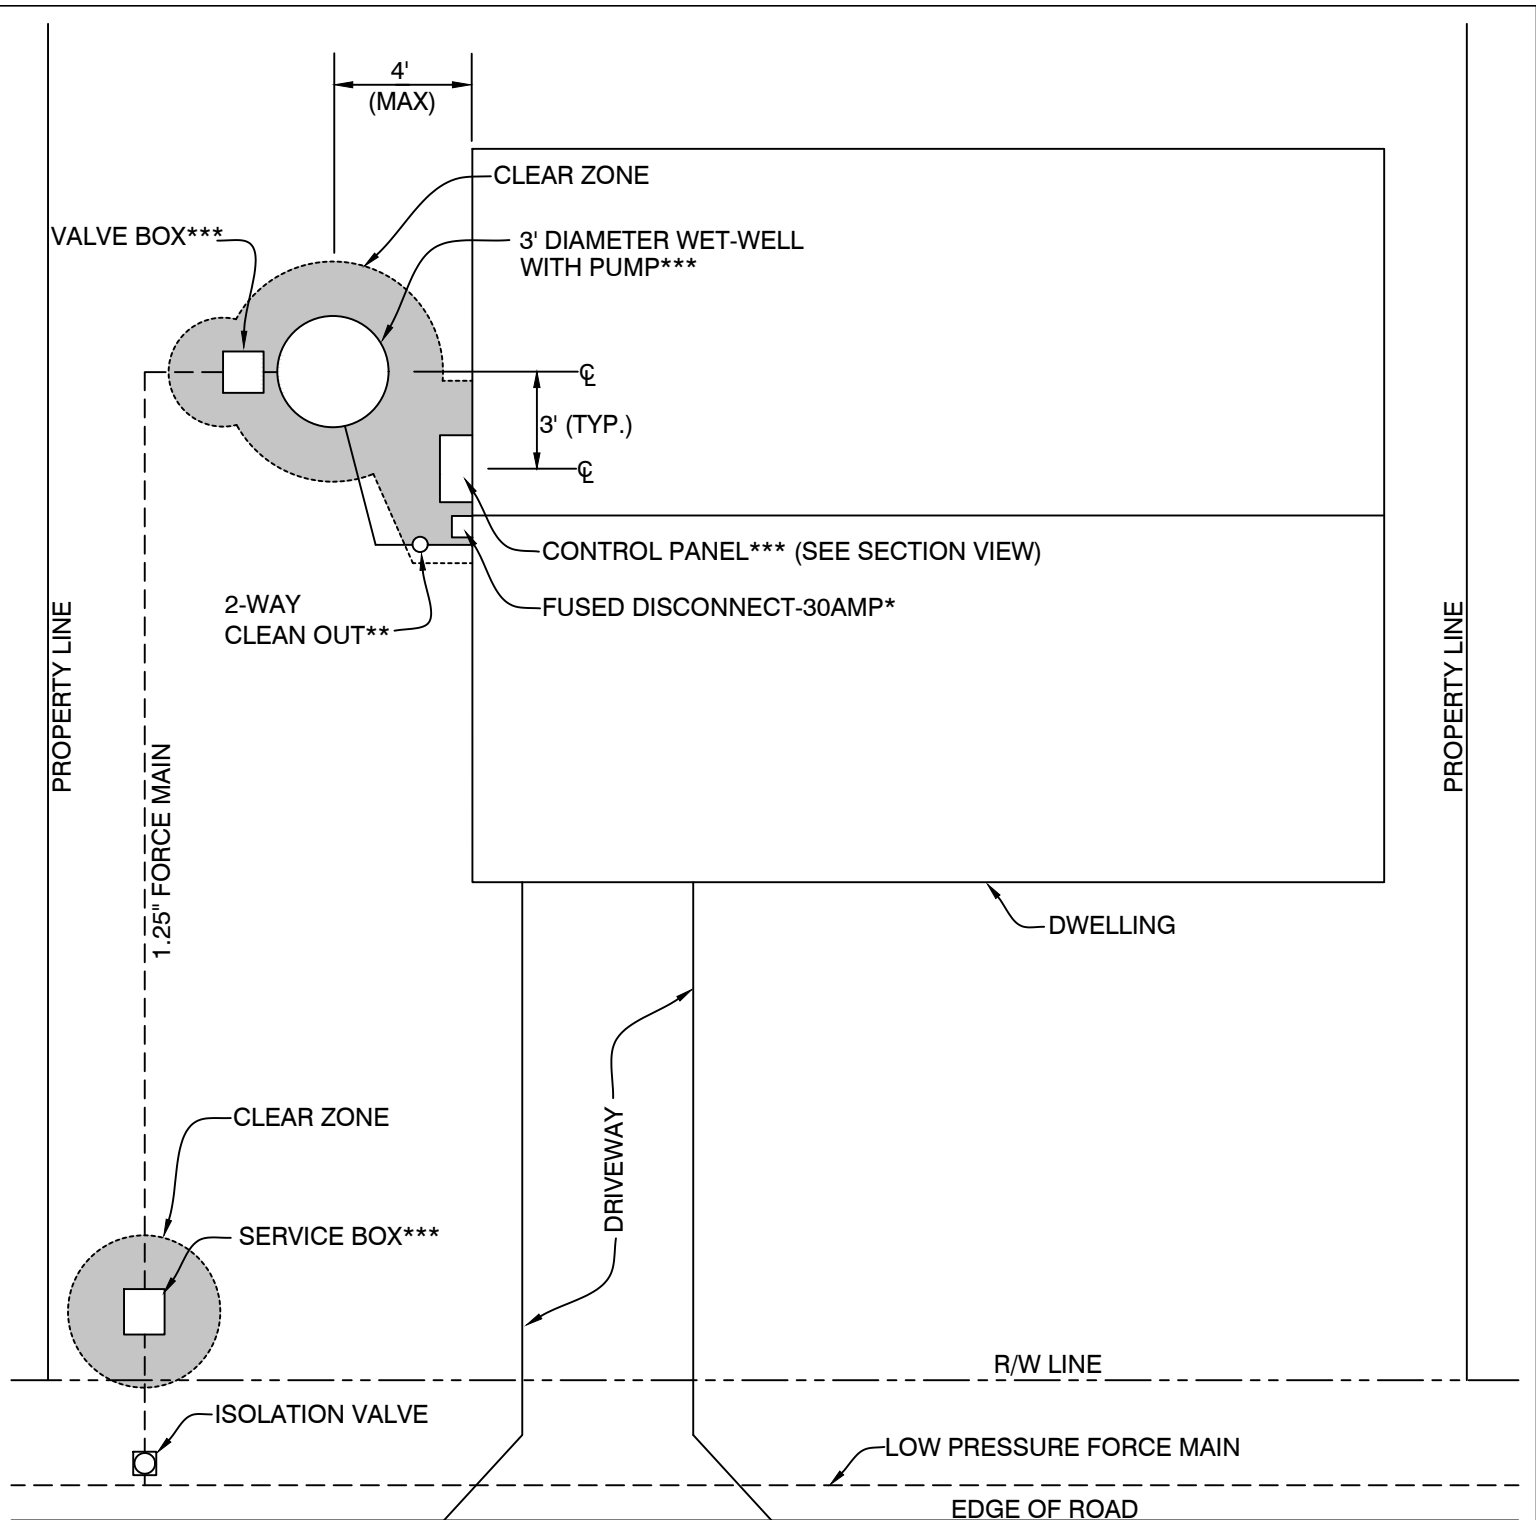 4'
(MAX)
CLEAR ZONE
VALVE BOX***
3' DIAMETER WET-WELL
WITH PUMP***
℄
3' (TYP.)
℄
CONTROL PANEL*** (SEE SECTION VIEW)
FUSED DISCONNECT-30AMP*
2-WAY
CLEAN OUT**
PROPERTY LINE
PROPERTY LINE
1.25" FORCE MAIN
DWELLING
CLEAR ZONE
DRIVEWAY
SERVICE BOX***
R/W LINE
ISOLATION VALVE
LOW PRESSURE FORCE MAIN
EDGE OF ROAD